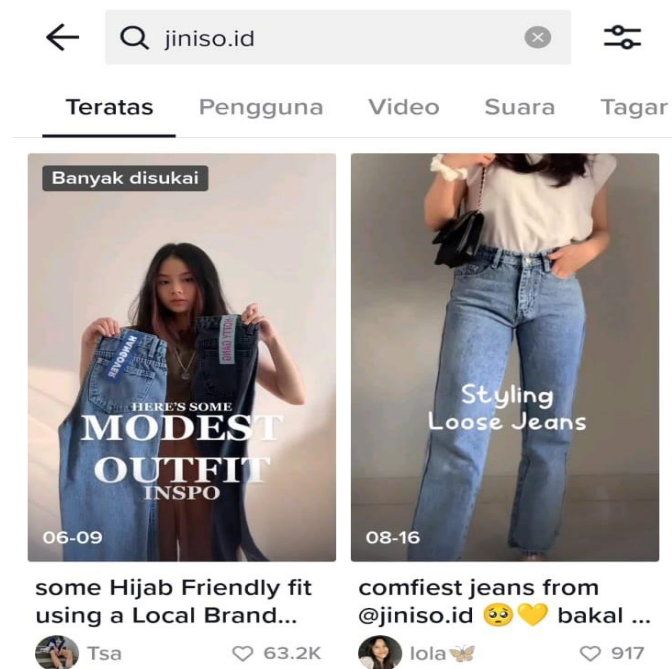 jiniso.id
Teratas Pengguna Video Suara Tagar
Banyak disukai
HANGOVER
HERE'S SOME
MODEST
OUTFIT
INSPO
06-09
some Hijab Friendly fit
using a Local Brand...
Tsa 63.2K
Styling
Loose Jeans
08-16
comfiest jeans from
@jiniso.id 🥺💛 bakal ...
lola🦋 917